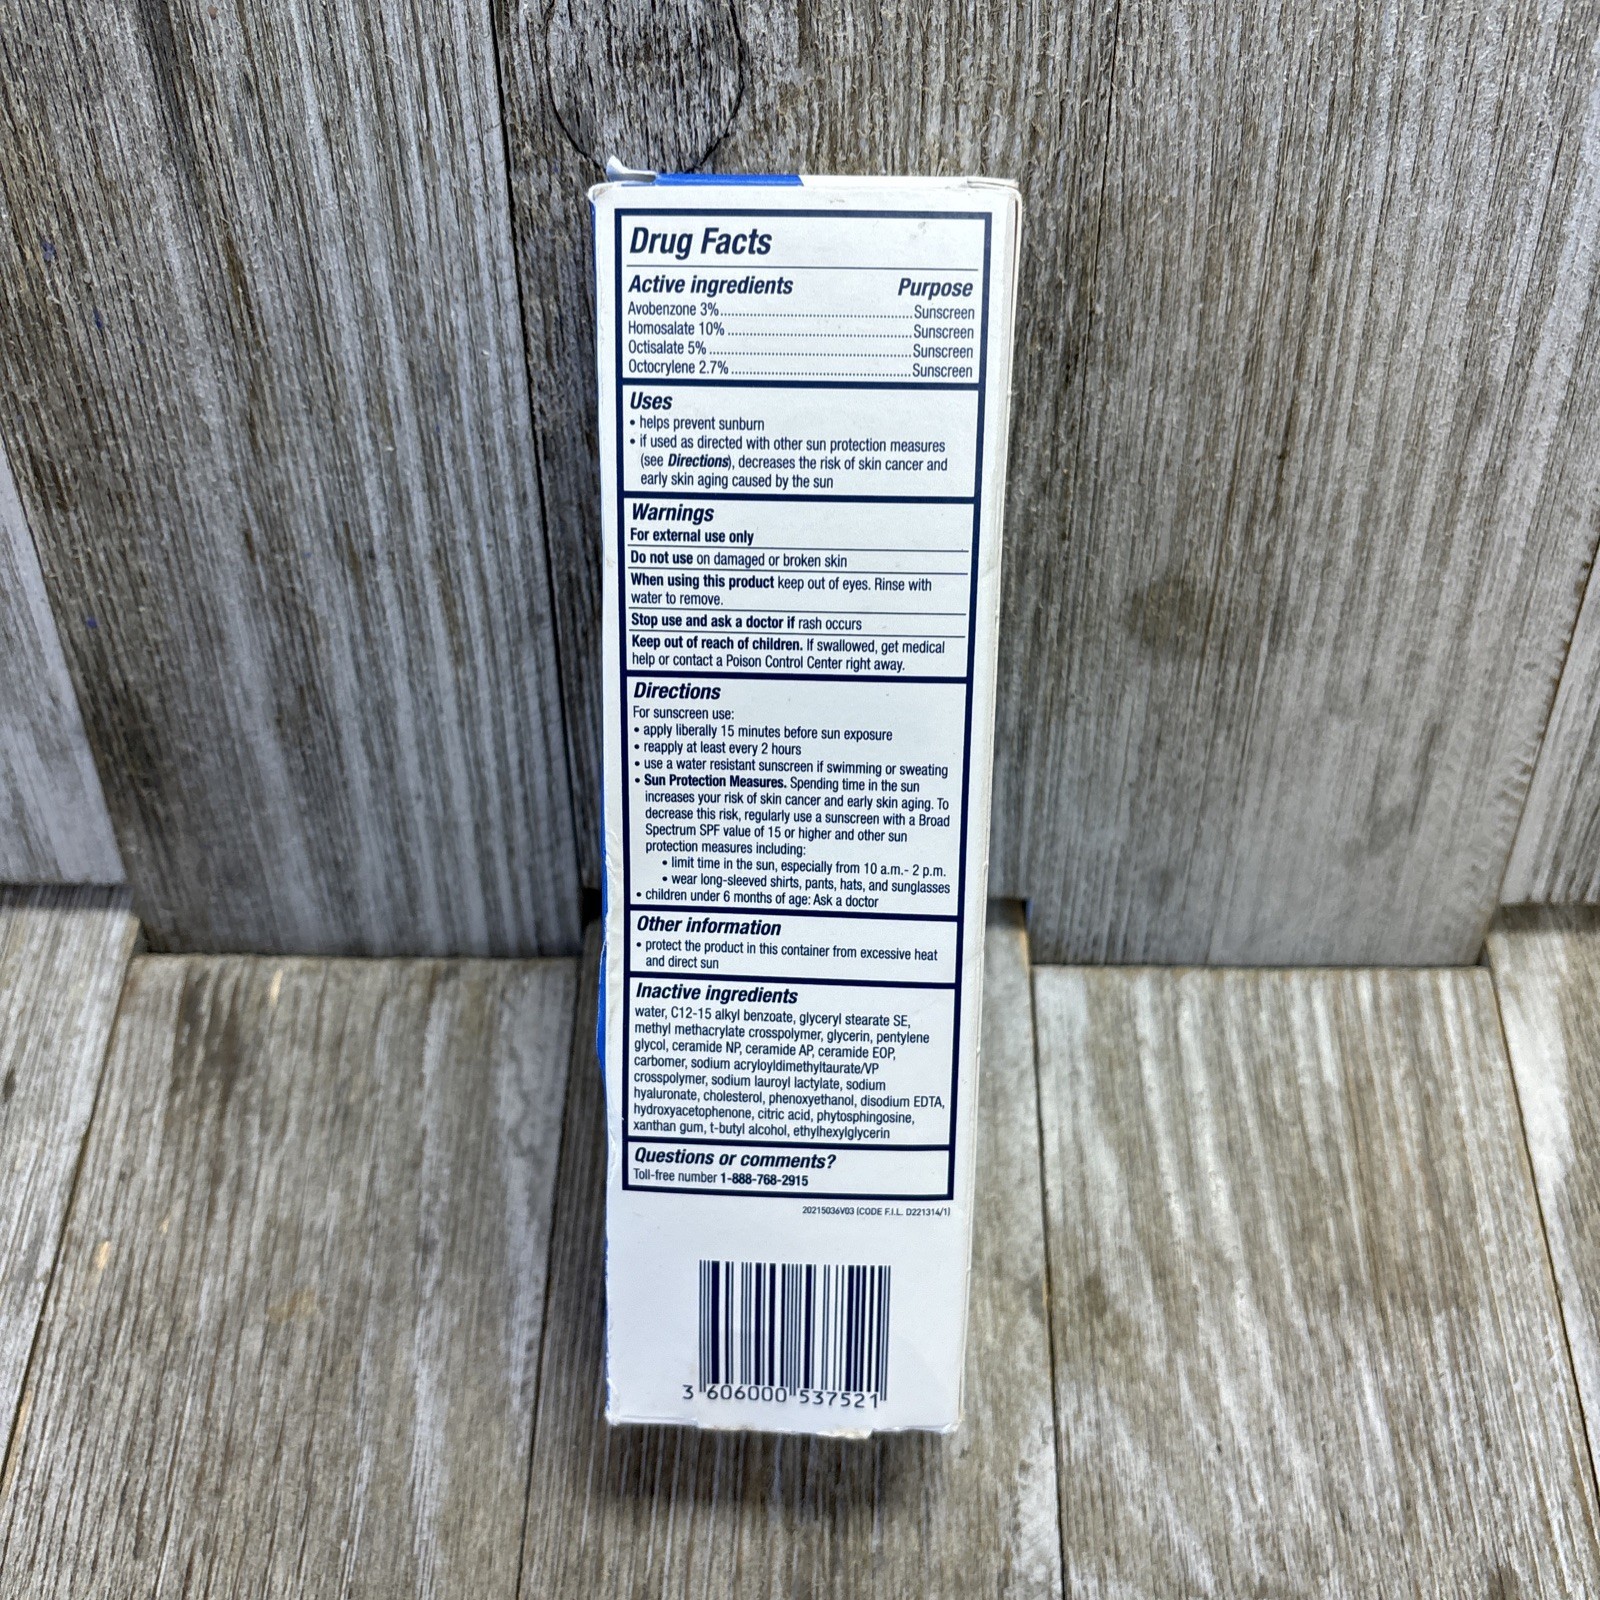 Drug Facts
Active ingredients Purpose
Avobenzone 3%..........Sunscreen
Homosalate 10%..........Sunscreen
Octisalate 5%..........Sunscreen
Octocrylene 2.7%..........Sunscreen
Uses
• helps prevent sunburn
• if used as directed with other sun protection measures
(see Directions), decreases the risk of skin cancer and
early skin aging caused by the sun
Warnings
For external use only
Do not use on damaged or broken skin
When using this product keep out of eyes. Rinse with
water to remove.
Stop use and ask a doctor if rash occurs
Keep out of reach of children. If swallowed, get medical
help or contact a Poison Control Center right away.
Directions
For sunscreen use:
• apply liberally 15 minutes before sun exposure
• reapply at least every 2 hours
• use a water resistant sunscreen if swimming or sweating
• Sun Protection Measures. Spending time in the sun
increases your risk of skin cancer and early skin aging. To
decrease this risk, regularly use a sunscreen with a Broad
Spectrum SPF value of 15 or higher and other sun
protection measures including:
• limit time in the sun, especially from 10 a.m.- 2 p.m.
• wear long-sleeved shirts, pants, hats, and sunglasses
• children under 6 months of age: Ask a doctor
Other information
• protect the product in this container from excessive heat
and direct sun
Inactive ingredients
water, C12-15 alkyl benzoate, glyceryl stearate SE,
methyl methacrylate crosspolymer, glycerin, pentylene
glycol, ceramide NP, ceramide AP, ceramide EOP,
carbomer, sodium acryloyldimethyltaurate/VP
crosspolymer, sodium lauroyl lactylate, sodium
hyaluronate, cholesterol, phenoxyethanol, disodium EDTA,
hydroxyacetophenone, citric acid, phytosphingosine,
xanthan gum, t-butyl alcohol, ethylhexylglycerin
Questions or comments?
Toll-free number 1-888-768-2915
20215036V03 (CODE F.I.L. D221314/1)
3 606000 537521